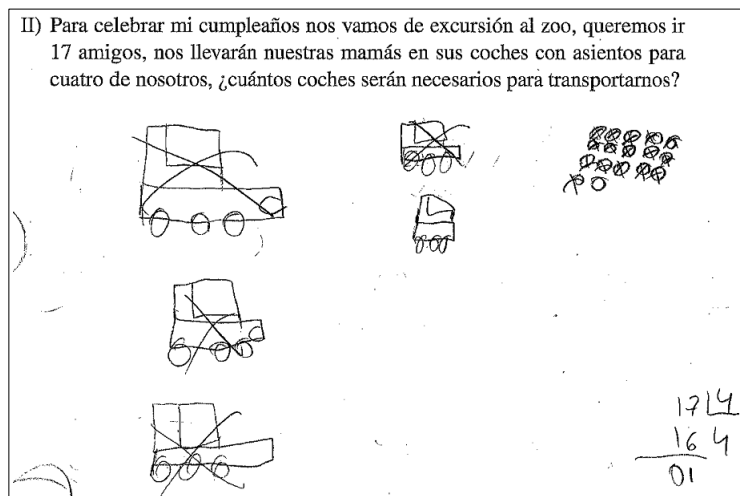 II) Para celebrar mi cumpleaños nos vamos de excursión al zoo, queremos ir
17 amigos, nos llevarán nuestras mamás en sus coches con asientos para
cuatro de nosotros, ¿cuántos coches serán necesarios para transportarnos?
17 4
16 4
01